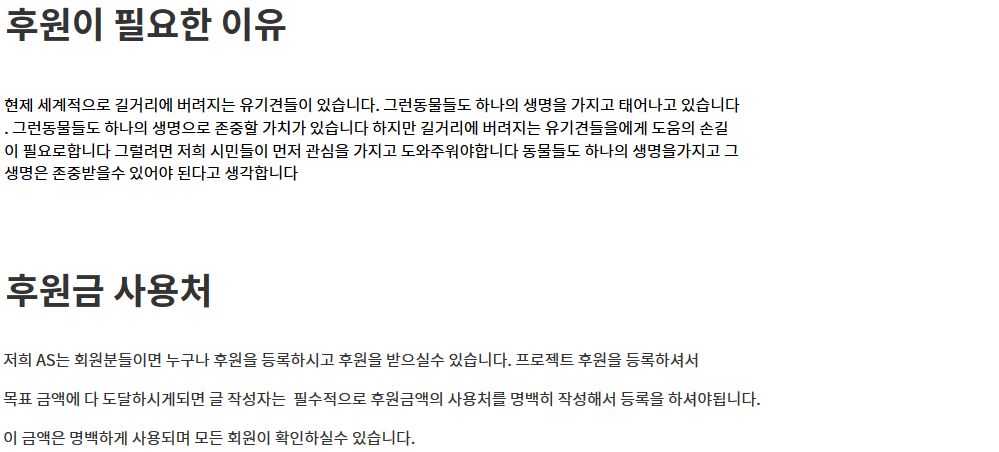 후원이 필요한 이유
현제 세계적으로 길거리에 버려지는 유기견들이 있습니다. 그런동물들도 하나의 생명을 가지고 태어나고 있습니다
. 그런동물들도 하나의 생명으로 존중할 가치가 있습니다 하지만 길거리에 버려지는 유기견들을에게 도움의 손길
이 필요로합니다 그럴려면 저희 시민들이 먼저 관심을 가지고 도와주워야합니다 동물들도 하나의 생명을가지고 그
생명은 존중받을수 있어야 된다고 생각합니다
후원금 사용처
저희 AS는 회원분들이면 누구나 후원을 등록하시고 후원을 받으실수 있습니다. 프로젝트 후원을 등록하셔서
목표 금액에 다 도달하시게되면 글 작성자는 필수적으로 후원금액의 사용처를 명백히 작성해서 등록을 하셔야됩니다.
이 금액은 명백하게 사용되며 모든 회원이 확인하실수 있습니다.